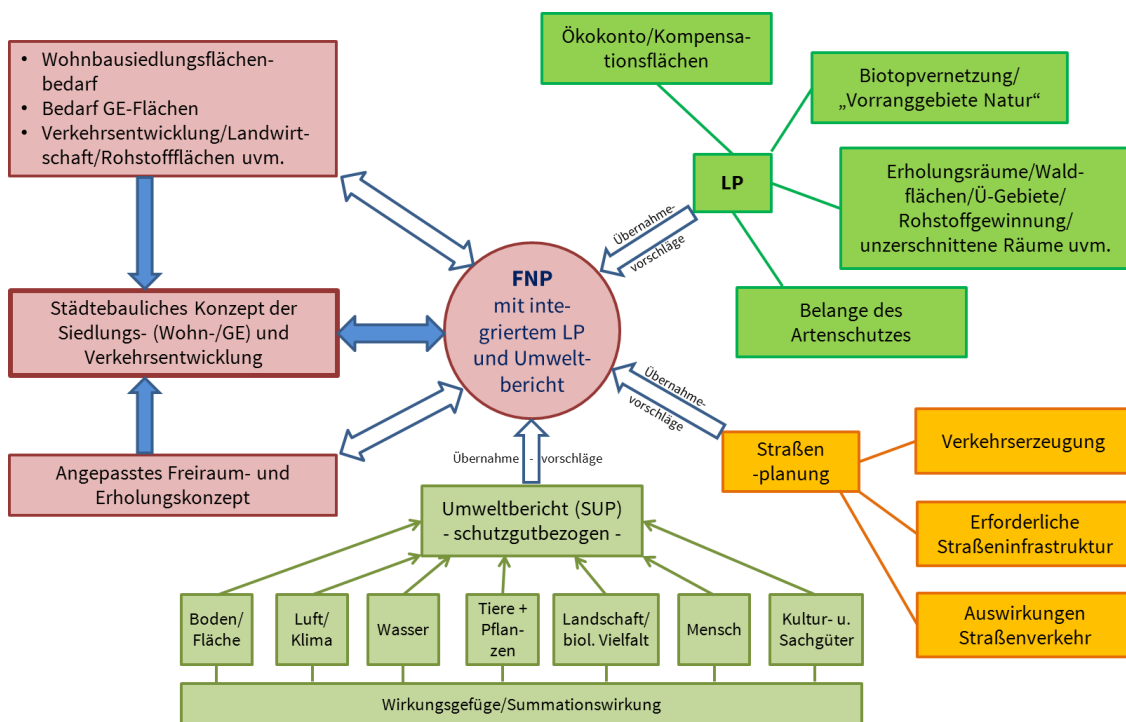 • Wohnbausiedlungsflächen-
bedarf
• Bedarf GE-Flächen
• Verkehrsentwicklung/Landwirt-
schaft/Rohstoffflächen uvm.
Städtebauliches Konzept der
Siedlungs- (Wohn-/GE) und
Verkehrsentwicklung
Angepasstes Freiraum- und
Erholungskonzept
FNP
mit inte-
griertem LP
und Umwelt-
bericht
Ökokonto/Kompensa-
tionsflächen
Biotopvernetzung/
„Vorranggebiete Natur“
LP
Erholungsräume/Wald-
flächen/Ü-Gebiete/
Rohstoffgewinnung/
unzerschnittene Räume uvm.
Belange des
Artenschutzes
Übernahme-
vorschläge
Übernahme-
vorschläge
Straßen
-planung
Verkehrserzeugung
Erforderliche
Straßeninfrastruktur
Auswirkungen
Straßenverkehr
Übernahme - vorschläge
Umweltbericht (SUP)
- schutzgutbezogen -
Boden/
Fläche
Luft/
Klima
Wasser
Tiere +
Pflan-
zen
Landschaft/
biol. Vielfalt
Mensch
Kultur- u.
Sachgüter
Wirkungsgefüge/Summationswirkung